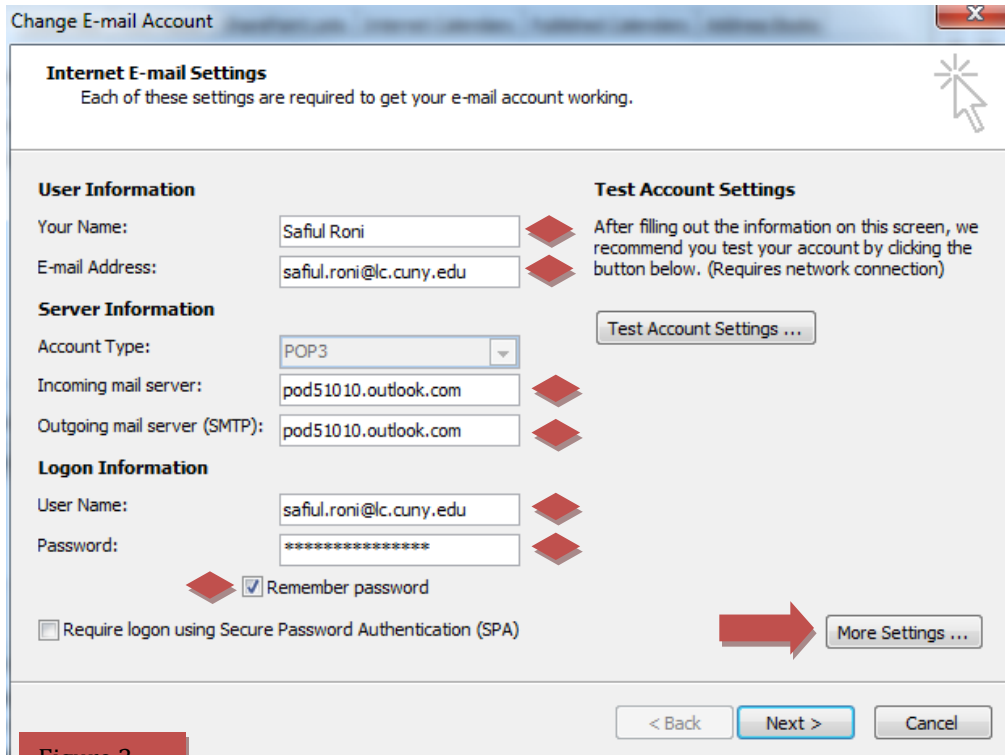 Change E-mail Account
X
Internet E-mail Settings
Each of these settings are required to get your e-mail account working.
User Information
Your Name:
Safiul Roni
E-mail Address:
safiul.roni@lc.cuny.edu
Server Information
Account Type:
POP3
Incoming mail server:
pod51010.outlook.com
Outgoing mail server (SMTP):
pod51010.outlook.com
Logon Information
User Name:
safiul.roni@lc.cuny.edu
Password:
***************
Remember password
Require logon using Secure Password Authentication (SPA)
Test Account Settings
After filling out the information on this screen, we
recommend you test your account by clicking the
button below. (Requires network connection)
Test Account Settings ...
More Settings ...
< Back
Next >
Cancel